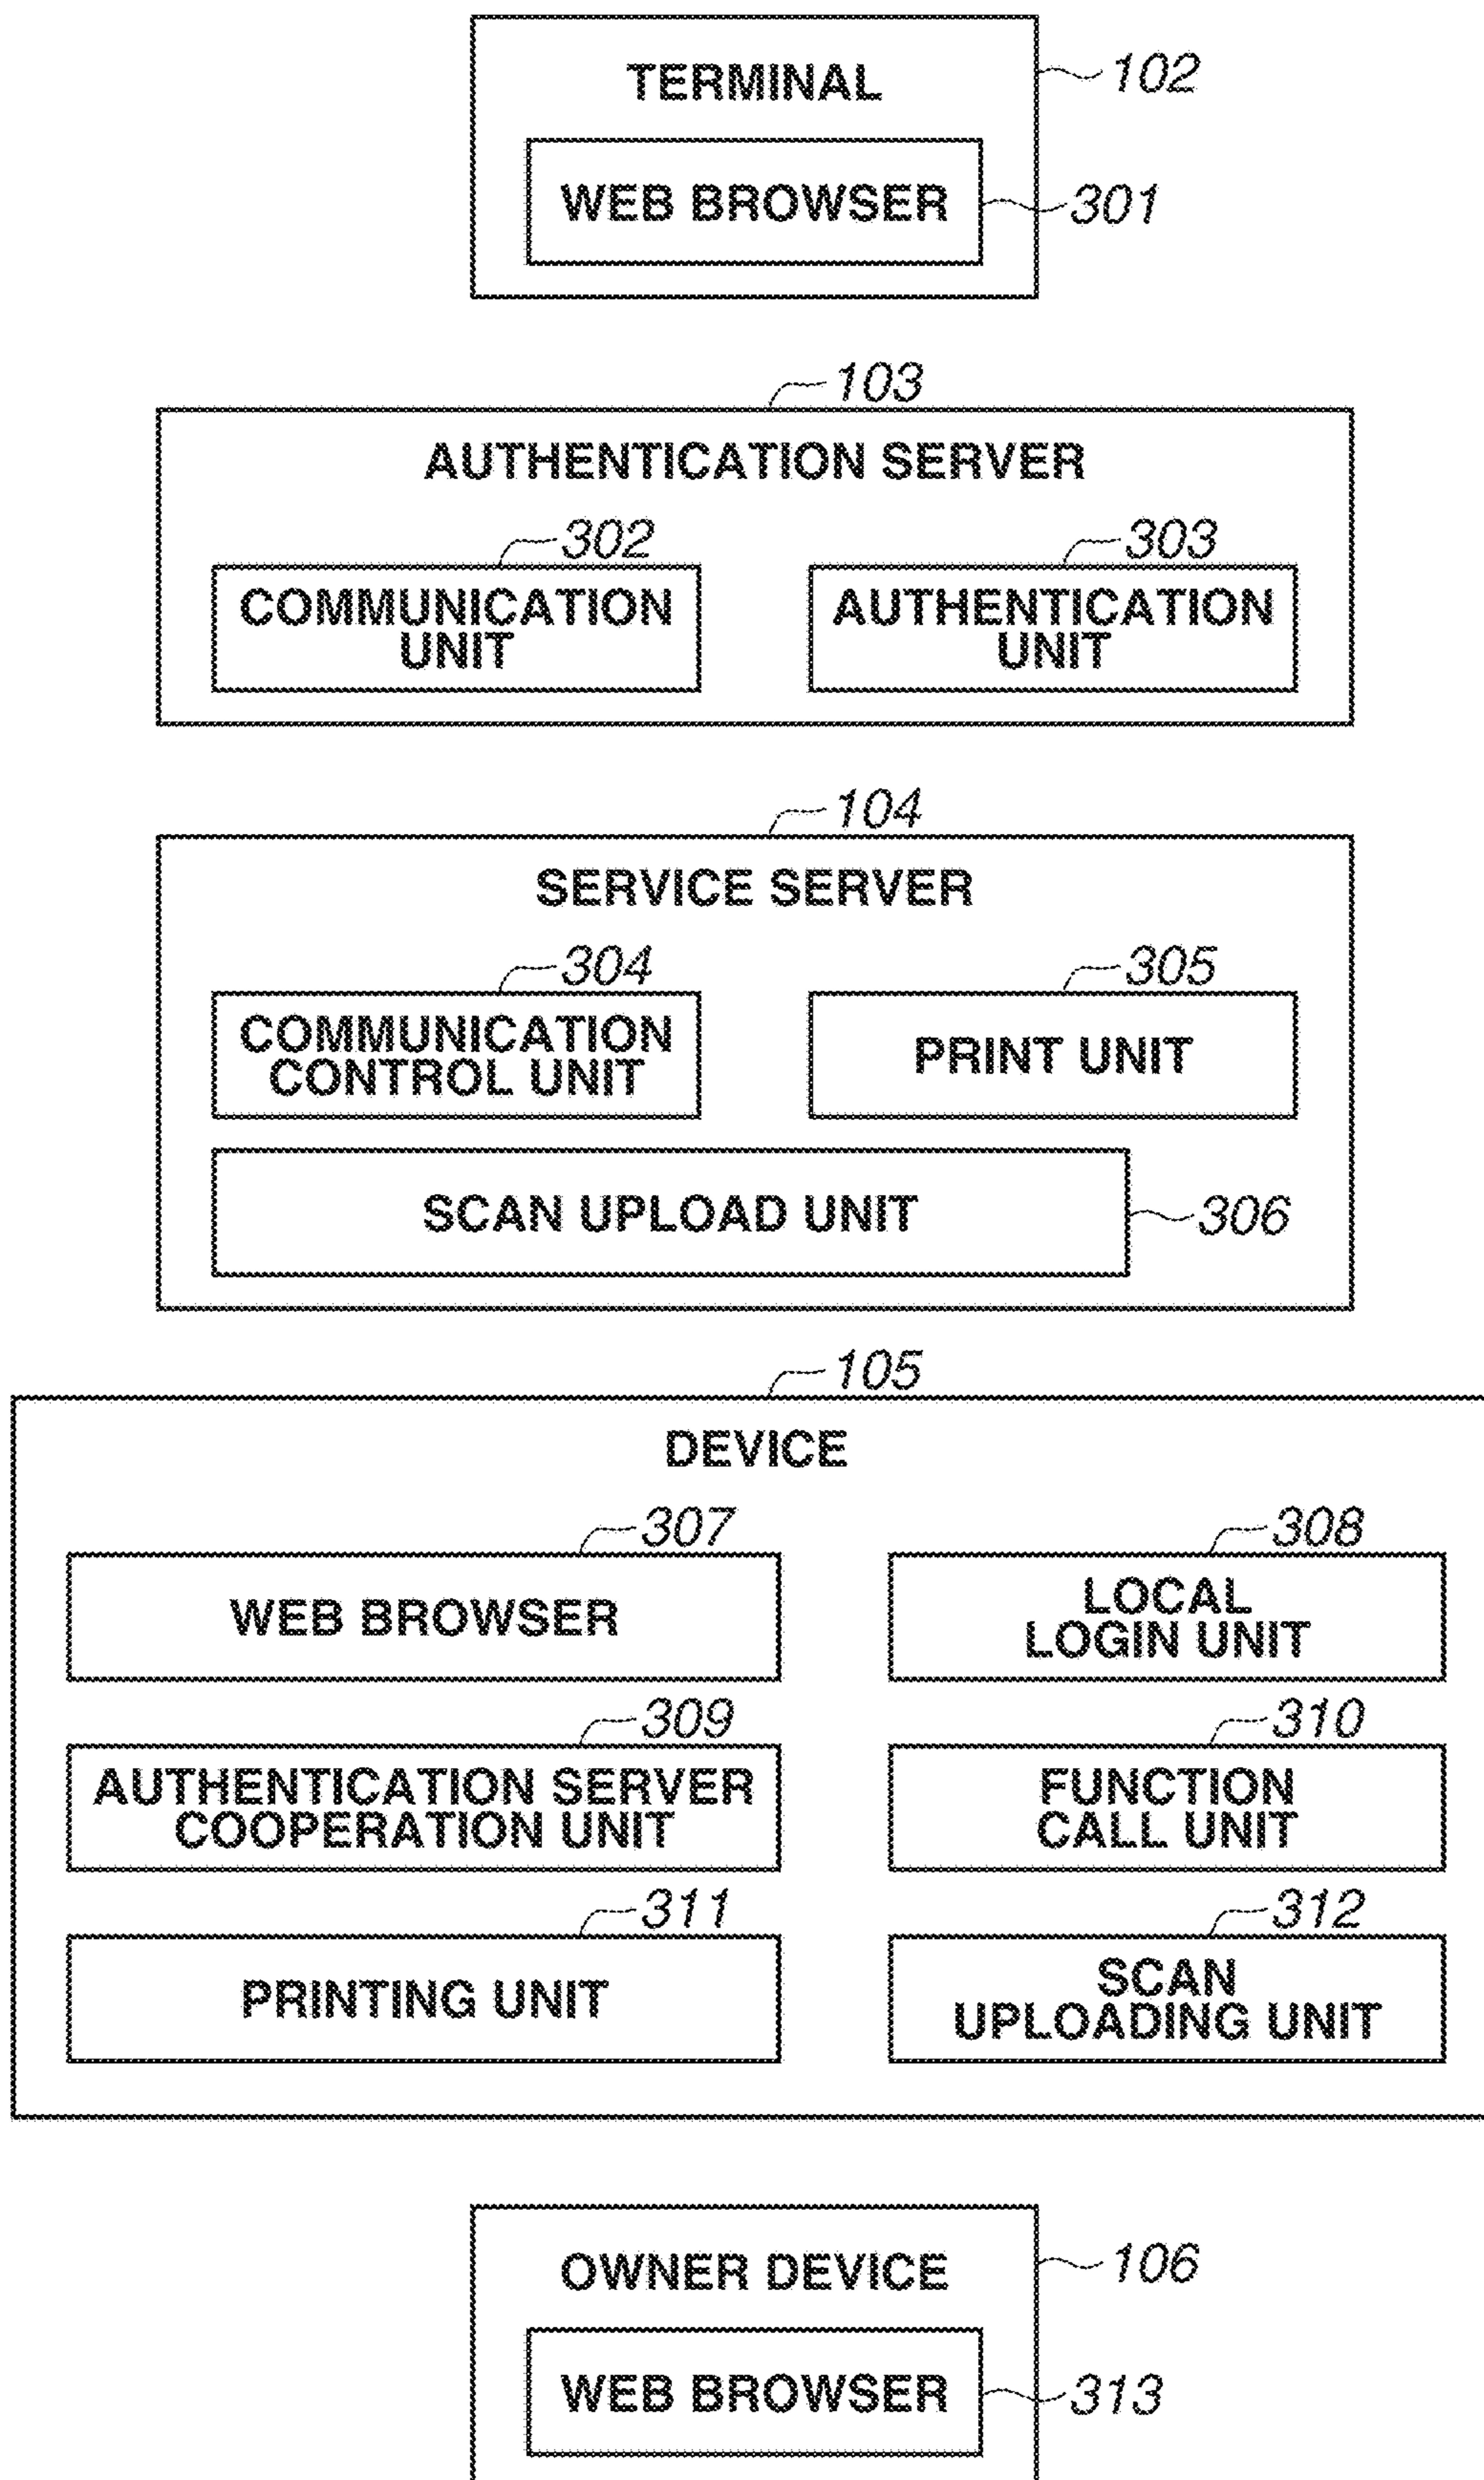 TERMINAL
102
WEB BROWSER
301
103
AUTHENTICATION SERVER
302
303
COMMUNICATION
UNIT
AUTHENTICATION
UNIT
104
SERVICE SERVER
304
305
COMMUNICATION
CONTROL UNIT
PRINT UNIT
SCAN UPLOAD UNIT
306
105
DEVICE
307
308
WEB BROWSER
LOCAL
LOGIN UNIT
309
310
AUTHENTICATION SERVER
COOPERATION UNIT
FUNCTION
CALL UNIT
311
312
PRINTING UNIT
SCAN
UPLOADING UNIT
OWNER DEVICE
106
WEB BROWSER
313